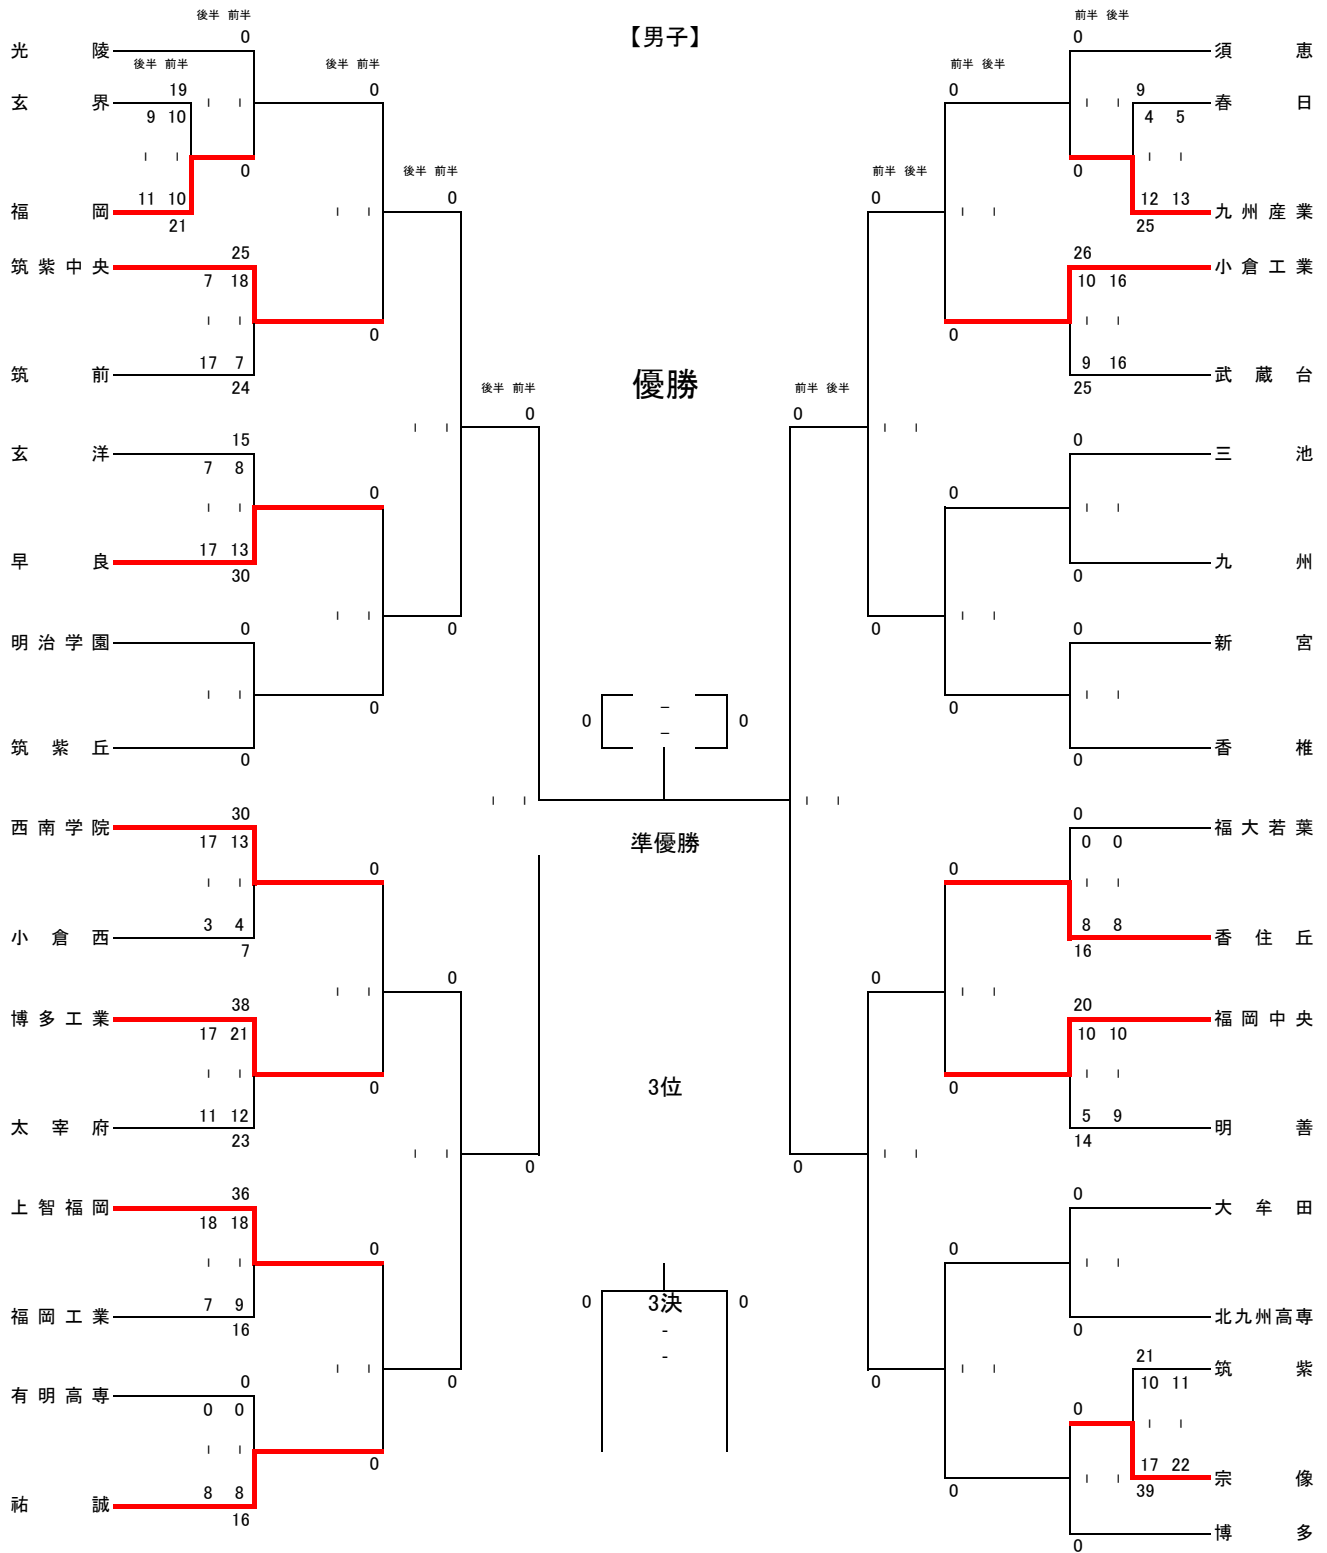 【男子】
後半 前半
光陵 0
後半 前半
後半 前半
玄界 19
0
9 10
0
後半 前半
0
11 10
福岡 21
筑紫中央 25
7 18
0
17 7
筑前 24
後半 前半
0
玄洋 15
7 8
0
17 13
早良 30
明治学園 0
0
0
筑紫丘 0
西南学院 30
17 13
0
3 4
小倉西 7
0
博多工業 38
17 21
0
11 12
太宰府 23
0
上智福岡 36
18 18
0
7 9
福岡工業 16
0
有明高専 0
0 0
0
8 8
祐誠 16
優勝
0 - 0
-
準優勝
3位
0 3決 0
-
-
前半 後半
0 須恵
前半 後半
0
9 春日
4 5
0
前半 後半
0
12 13
25 九州産業
26 小倉工業
10 16
0
9 16
25 武蔵台
前半 後半
0
0 三池
0
0 九州
0
0 新宮
0
0 香椎
0 福大若葉
0 0
0
8 8
16 香住丘
0
20 福岡中央
10 10
0
5 9
14 明善
0
0 大牟田
0
0 北九州高専
0
21 筑紫
10 11
0
17 22
39 宗像
0
0 博多